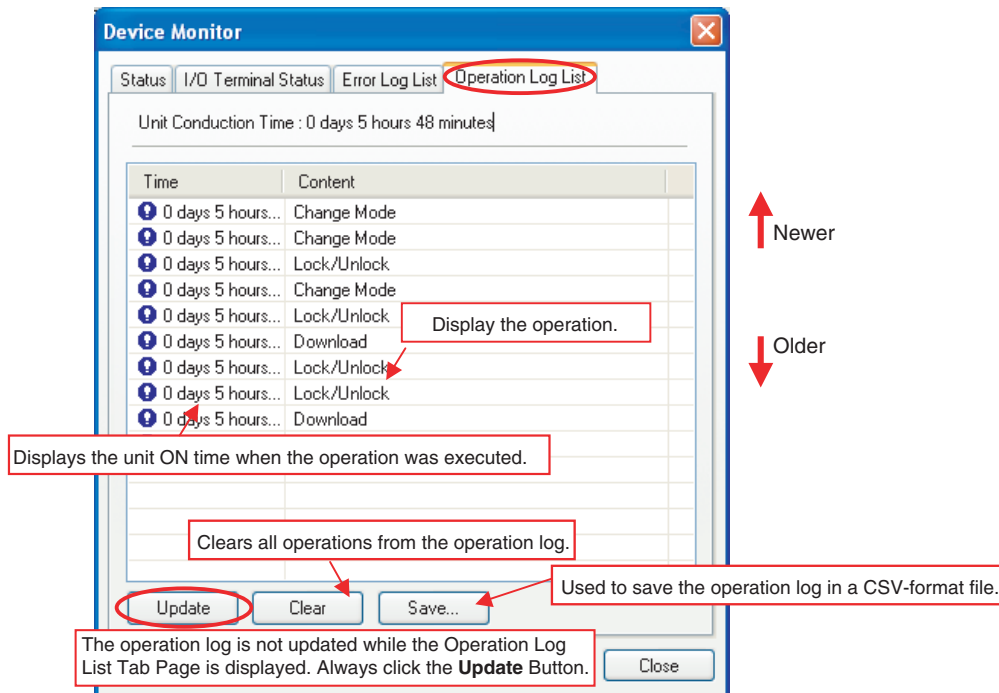 Device Monitor
Status
I/O Terminal Status
Error Log List
Operation Log List
Unit Conduction Time : 0 days 5 hours 48 minutes
Time Content
0 days 5 hours... Change Mode
0 days 5 hours... Change Mode
0 days 5 hours... Lock/Unlock
0 days 5 hours... Change Mode
0 days 5 hours... Lock/Unlock
0 days 5 hours... Download
0 days 5 hours... Lock/Unlock
0 days 5 hours... Lock/Unlock
0 days 5 hours... Download
Newer
Older
Display the operation.
Displays the unit ON time when the operation was executed.
Clears all operations from the operation log.
Used to save the operation log in a CSV-format file.
Update
Clear
Save...
The operation log is not updated while the Operation Log
List Tab Page is displayed. Always click the Update Button.
Close